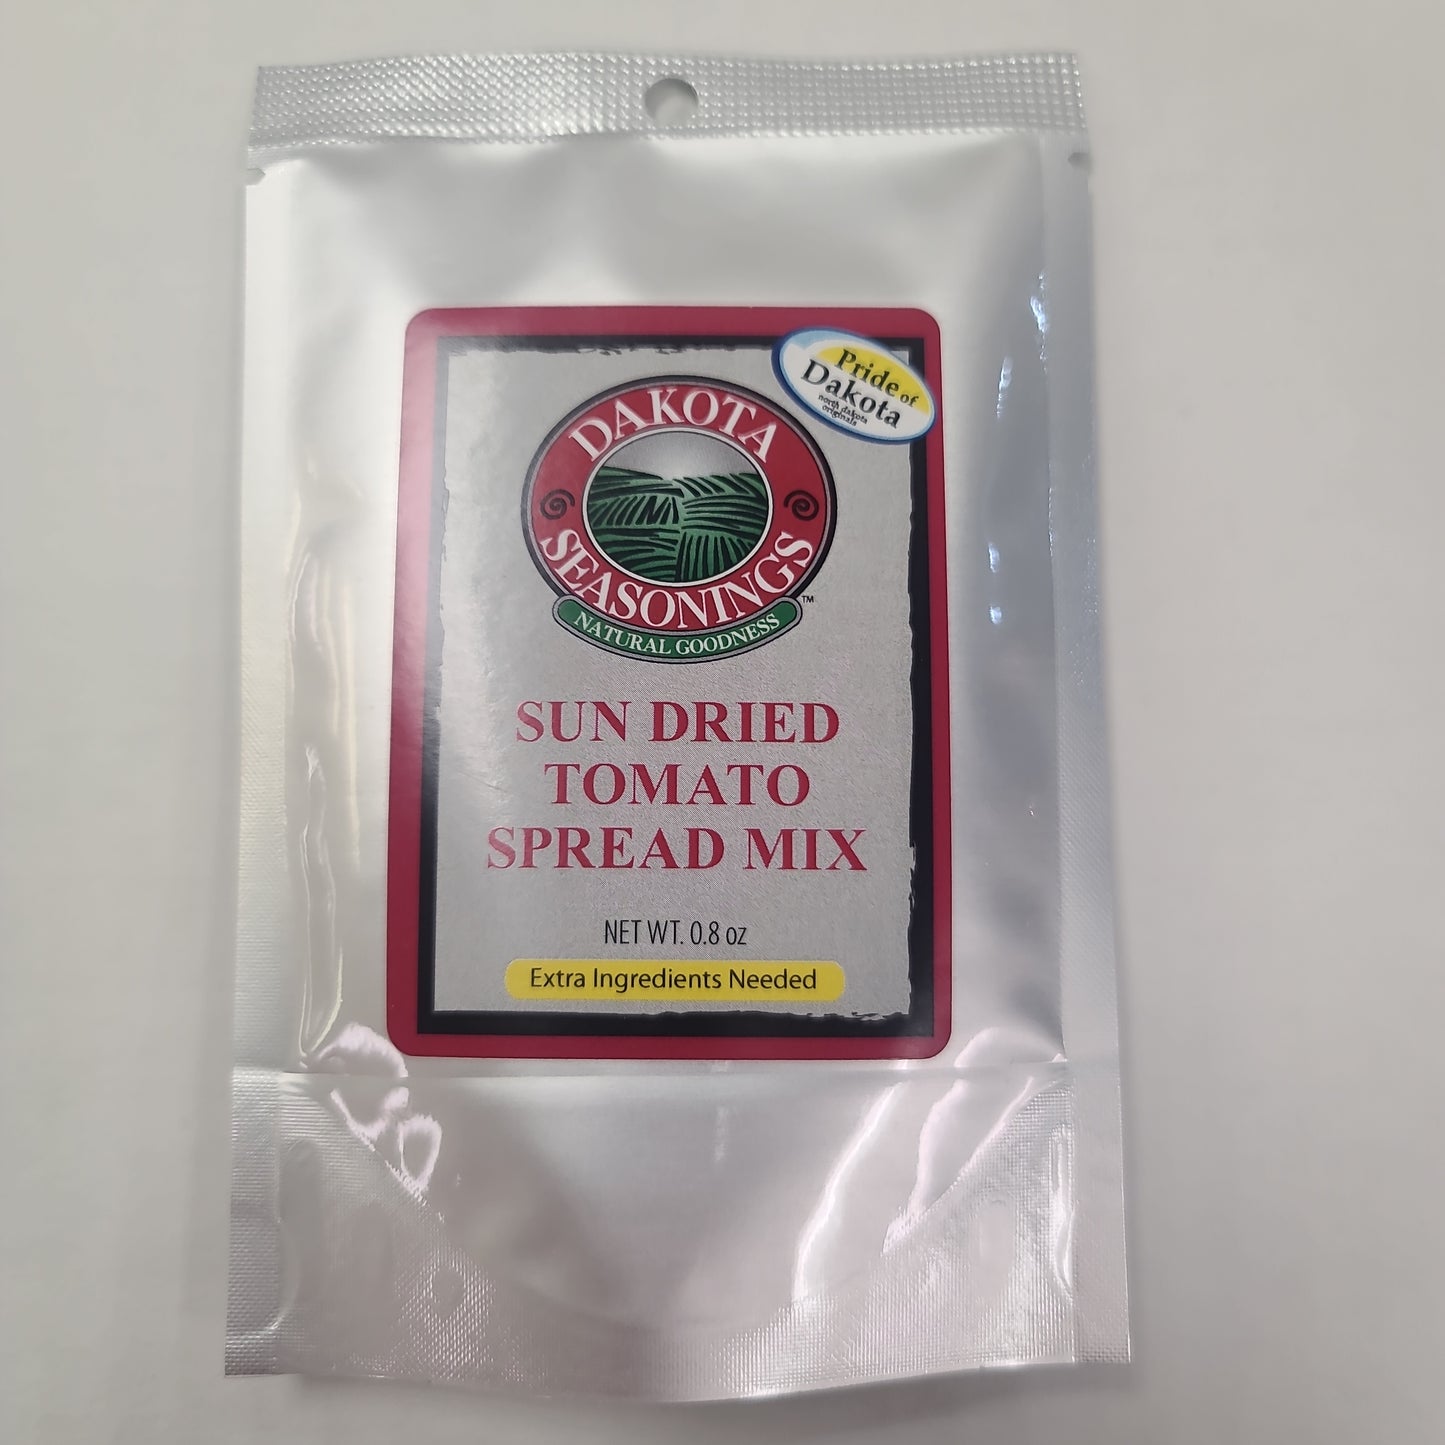 Pride of
Dakota
north dakota
originals
DAKOTA
SEASONINGS
TM
NATURAL GOODNESS
SUN DRIED
TOMATO
SPREAD MIX
NET WT. 0.8 oz
Extra Ingredients Needed